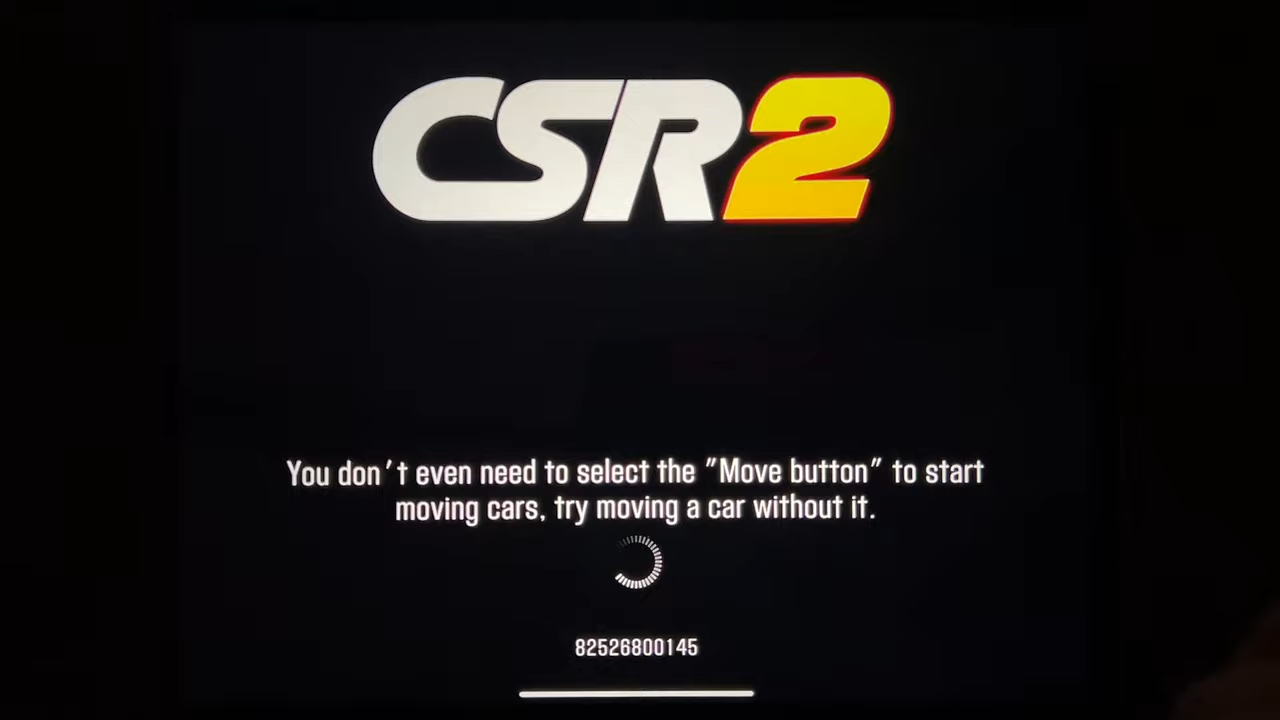 CSR2
You don't even need to select the "Move button" to start
moving cars, try moving a car without it.
82526800145